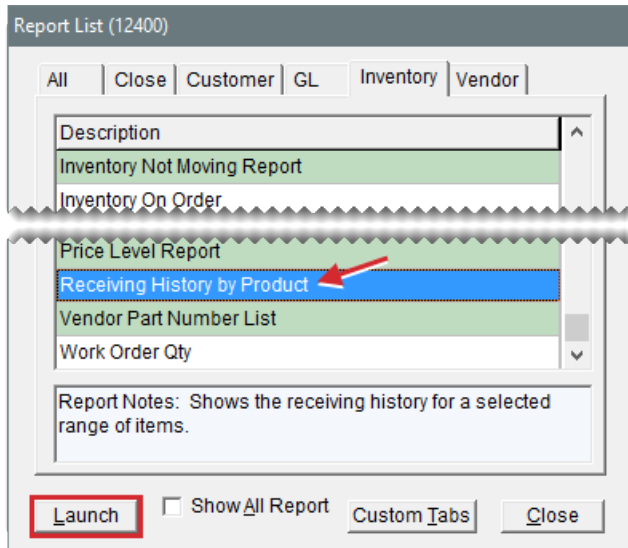 Report List (12400)
All Close Customer GL Inventory Vendor
Description
Inventory Not Moving Report
Inventory On Order
Price Level Report
Receiving History by Product
Vendor Part Number List
Work Order Qty
Report Notes: Shows the receiving history for a selected
range of items.
Launch Show All Report Custom Tabs Close